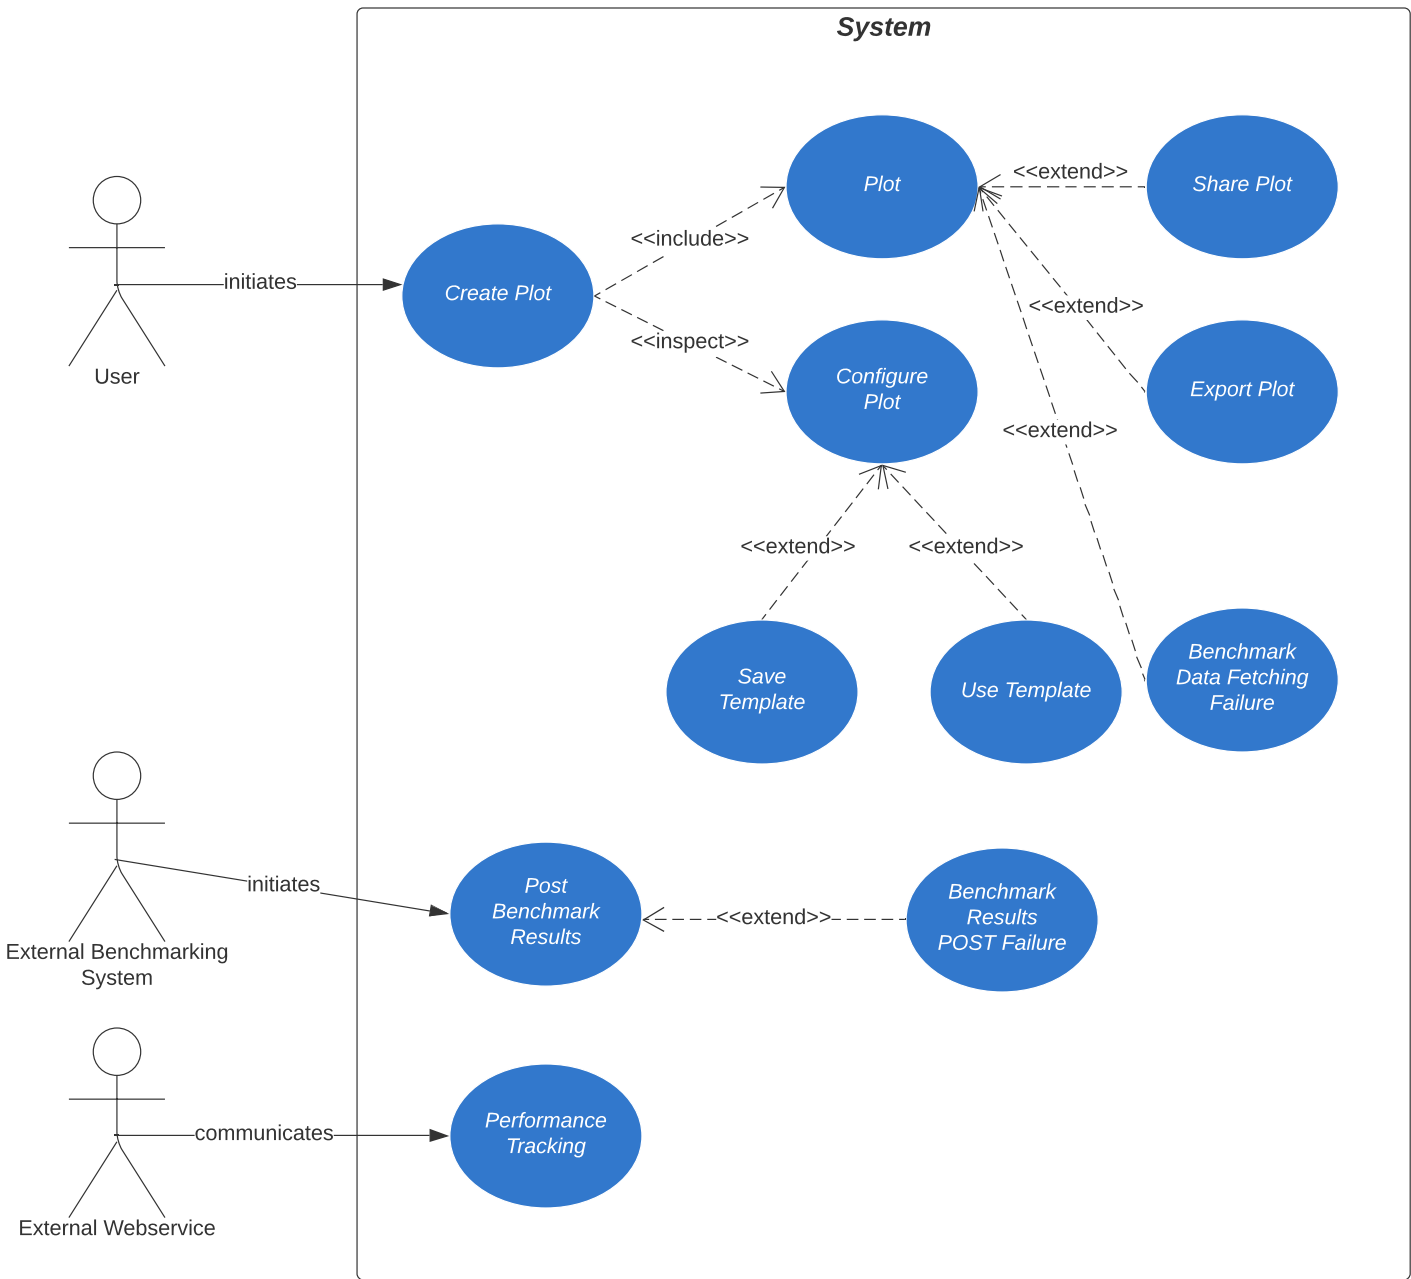 System
Plot
<<extend>>
Share Plot
<<include>>
initiates
Create Plot
<<extend>>
<<inspect>>
User
Configure
Plot
Export Plot
<<extend>>
<<extend>>
<<extend>>
Save
Template
Use Template
Benchmark
Data Fetching
Failure
External Benchmarking
System
initiates
Post
Benchmark
Results
<<extend>>
Benchmark
Results
POST Failure
External Webservice
communicates
Performance
Tracking